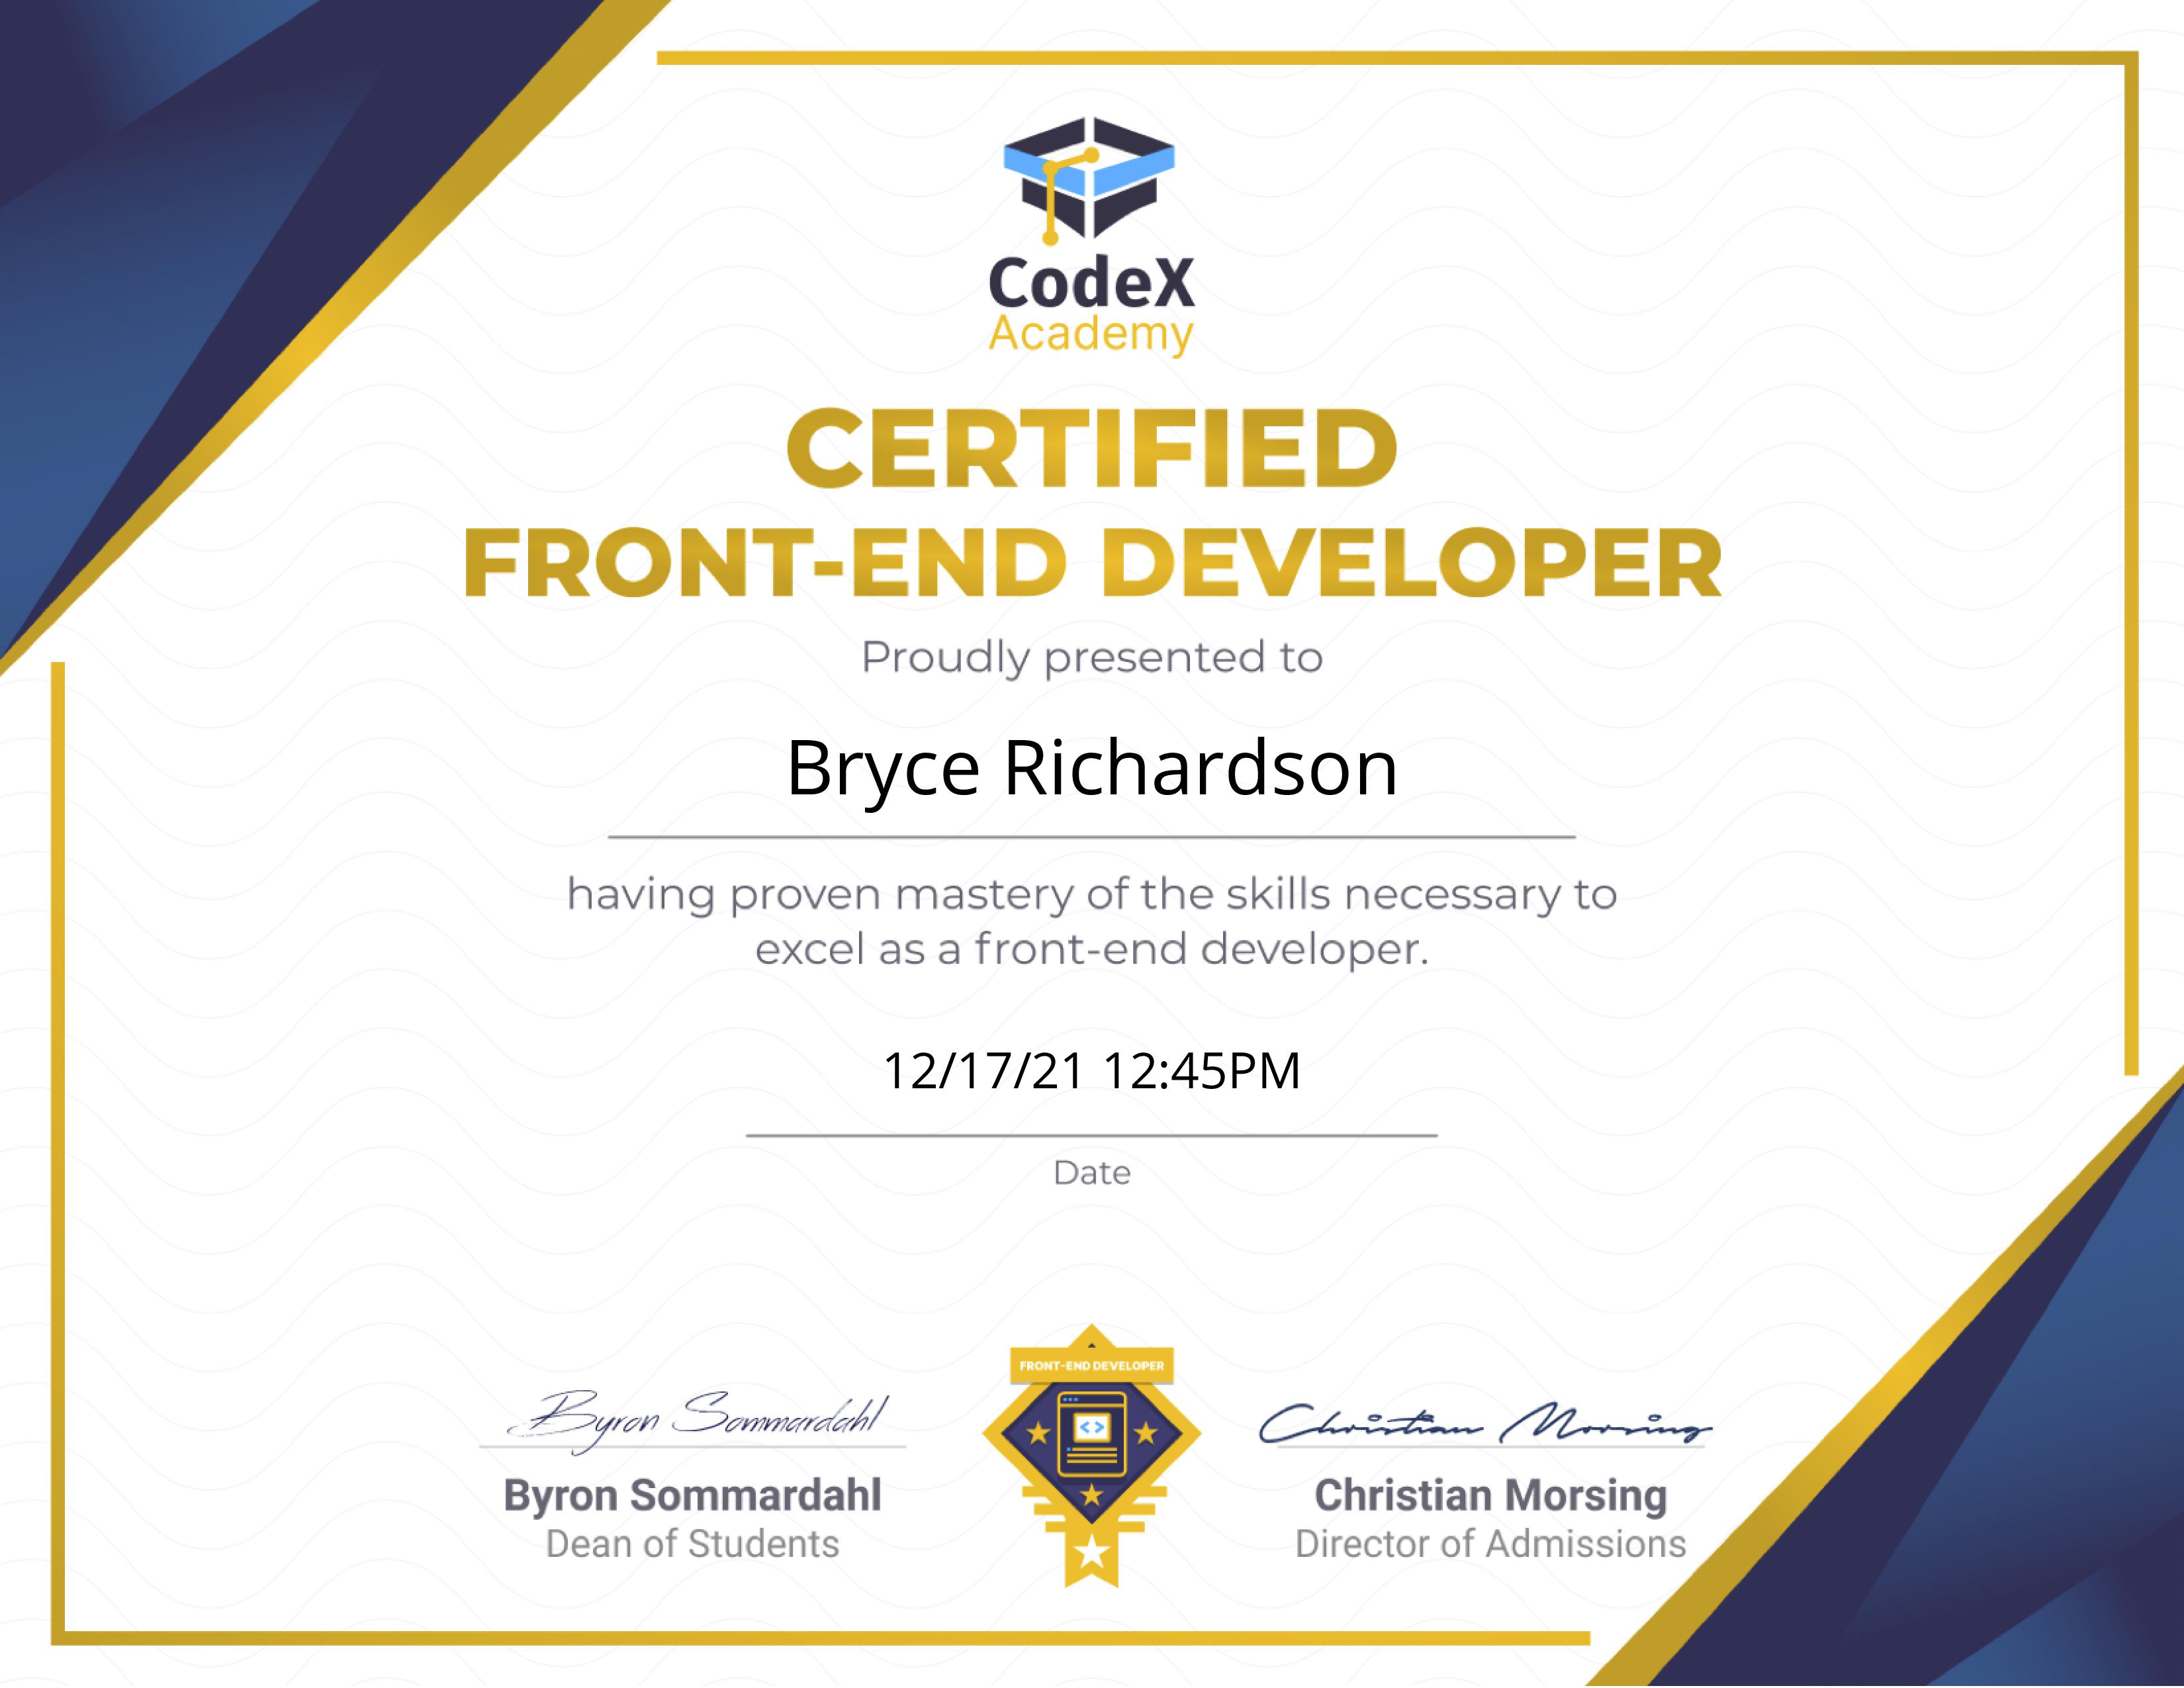 CodeX
Academy
CERTIFIED
FRONT-END DEVELOPER
Proudly presented to
Bryce Richardson
having proven mastery of the skills necessary to
excel as a front-end developer.
12/17/21 12:45PM
Date
FRONT-END DEVELOPER
<>
Byron Sommardahl
Christian Morsing
Byron Sommardahl
Christian Morsing
Dean of Students
Director of Admissions